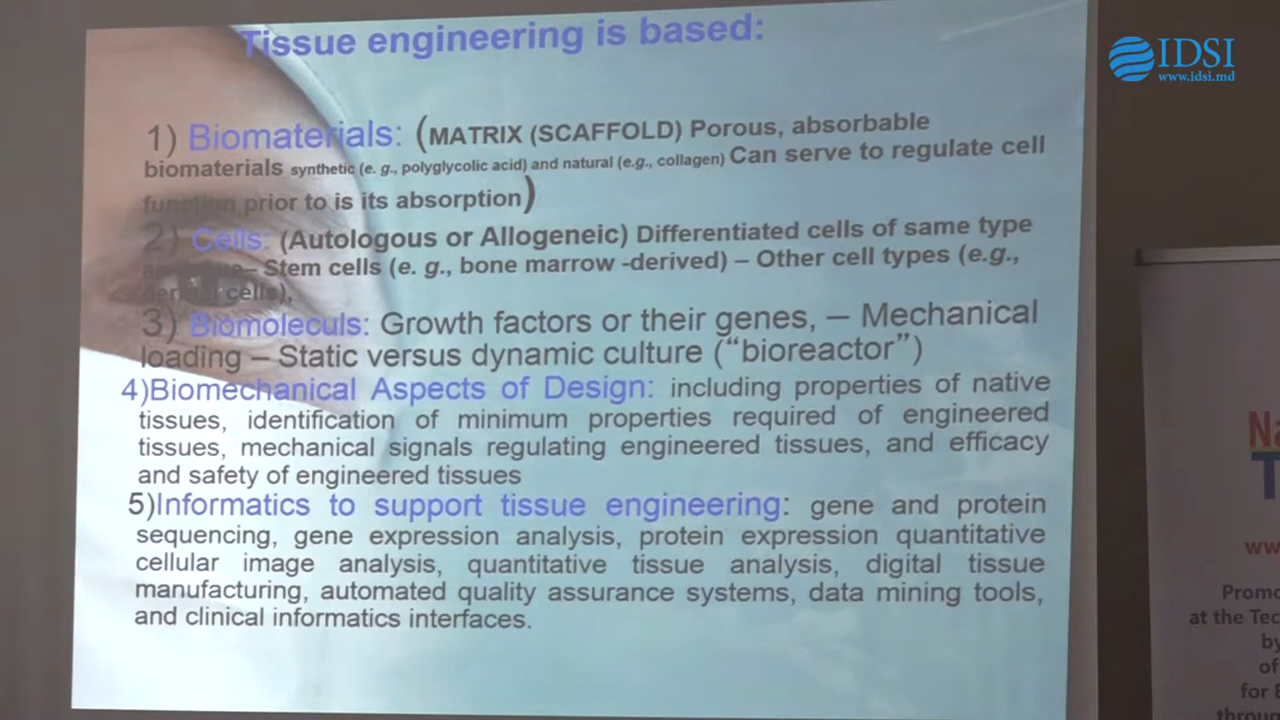 Tissue engineering is based:
1) Biomaterials: (MATRIX (SCAFFOLD) Porous, absorbable
biomaterials synthetic (e. g., polyglycolic acid) and natural (e.g., collagen) Can serve to regulate cell
function prior to is its absorption)
2) Cells: (Autologous or Allogeneic) Differentiated cells of same type
– Stem cells (e. g., bone marrow -derived) – Other cell types (e.g.,
dermal cells),
3) Biomoleculs: Growth factors or their genes, – Mechanical
loading – Static versus dynamic culture (“bioreactor”)
4)Biomechanical Aspects of Design: including properties of native
tissues, identification of minimum properties required of engineered
tissues, mechanical signals regulating engineered tissues, and efficacy
and safety of engineered tissues
5)Informatics to support tissue engineering: gene and protein
sequencing, gene expression analysis, protein expression quantitative
cellular image analysis, quantitative tissue analysis, digital tissue
manufacturing, automated quality assurance systems, data mining tools,
and clinical informatics interfaces.
IDSI
www.idsi.md
at the
by
of
for